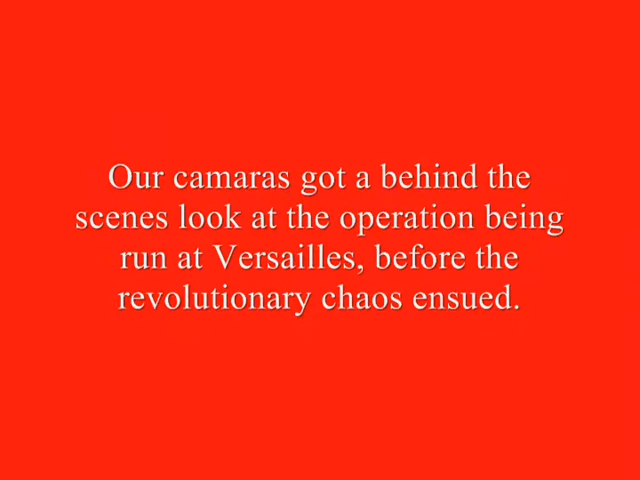 Our camaras got a behind the
scenes look at the operation being
run at Versailles, before the
revolutionary chaos ensued.